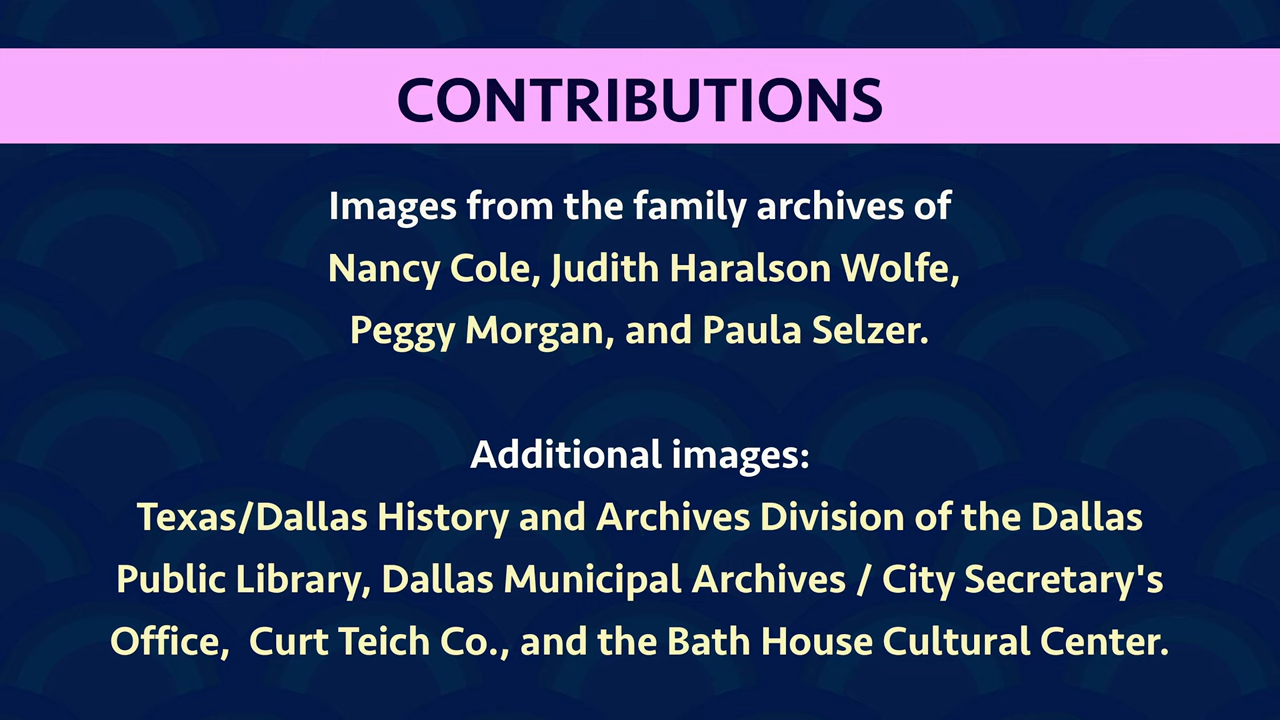 CONTRIBUTIONS
Images from the family archives of
Nancy Cole, Judith Haralson Wolfe,
Peggy Morgan, and Paula Selzer.
Additional images:
Texas/Dallas History and Archives Division of the Dallas
Public Library, Dallas Municipal Archives / City Secretary's
Office,  Curt Teich Co., and the Bath House Cultural Center.